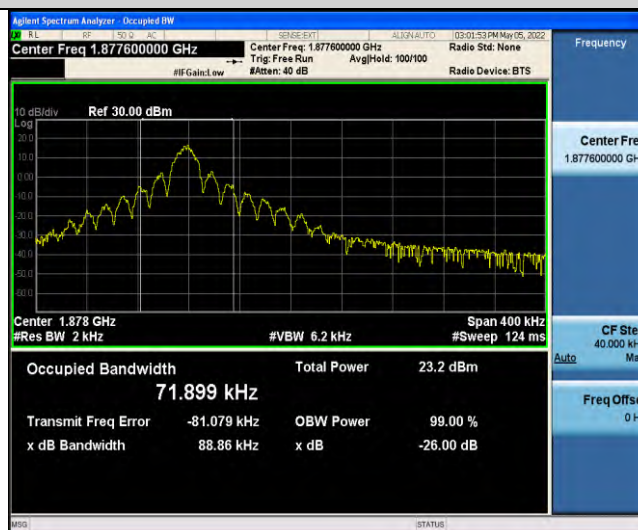 Agilent Spectrum Analyzer - Occupied BW
RL RF 50 Ω AC SENSE:EXT ALIGN AUTO 03:01:53 PM May 05, 2022
Center Freq 1.877600000 GHz
Center Freq: 1.877600000 GHz
Radio Std: None
Trig: Free Run Avg|Hold: 100/100
#IFGain:Low
#Atten: 40 dB
Radio Device: BTS
10 dB/div Ref 30.00 dBm
Log
20.0
10.0
0.00
-10.0
-20.0
-30.0
-40.0
-50.0
-60.0
Center 1.878 GHz
Span 400 kHz
#Res BW 2 kHz
#VBW 6.2 kHz
#Sweep 124 ms
Occupied Bandwidth
71.899 kHz
Total Power 23.2 dBm
Transmit Freq Error -81.079 kHz
OBW Power 99.00 %
x dB Bandwidth 88.86 kHz
x dB -26.00 dB
MSG STATUS
Frequency
Center Fre
1.877600000 GH
CF Ste
40.000 kH
Auto Ma
Freq Offse
0 H